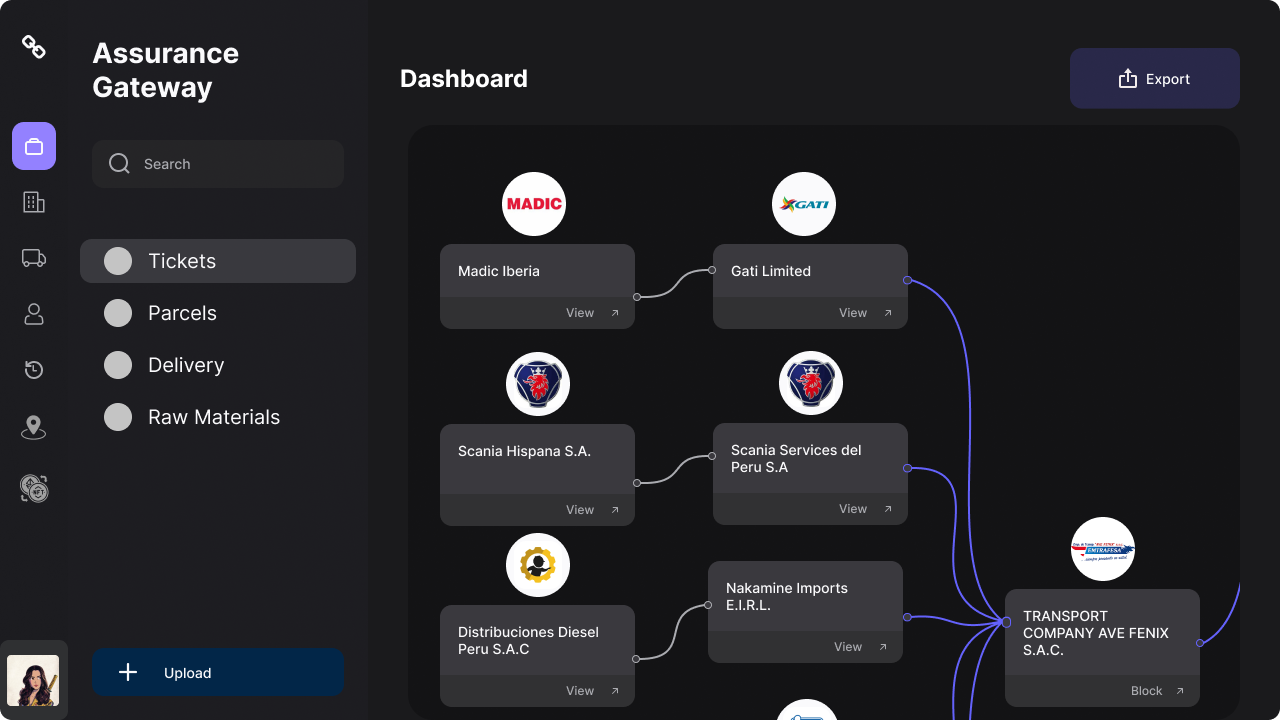 Assurance
Gateway
Search
Tickets
Parcels
Delivery
Raw Materials
Upload
Dashboard
Export
MADIC
GATI
Madic Iberia
View
Gati Limited
View
Scania Hispana S.A.
View
Scania Services del
Peru S.A
View
Distribuciones Diesel
Peru S.A.C
View
Nakamine Imports
E.I.R.L.
View
EMTRAFESA
TRANSPORT
COMPANY AVE FENIX
S.A.C.
Block